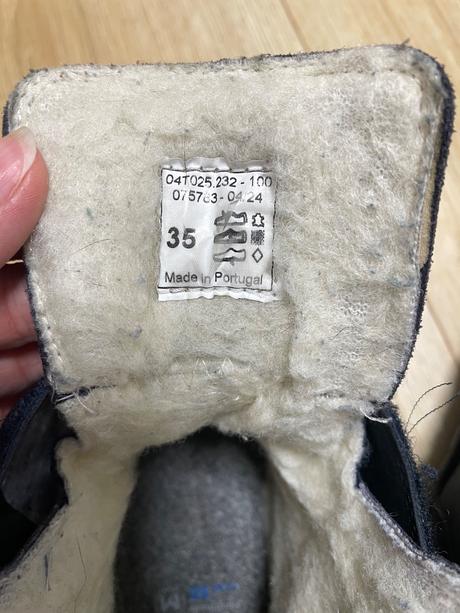 04T025.232 - 100
075763 - 04/24
35
Made in Portugal